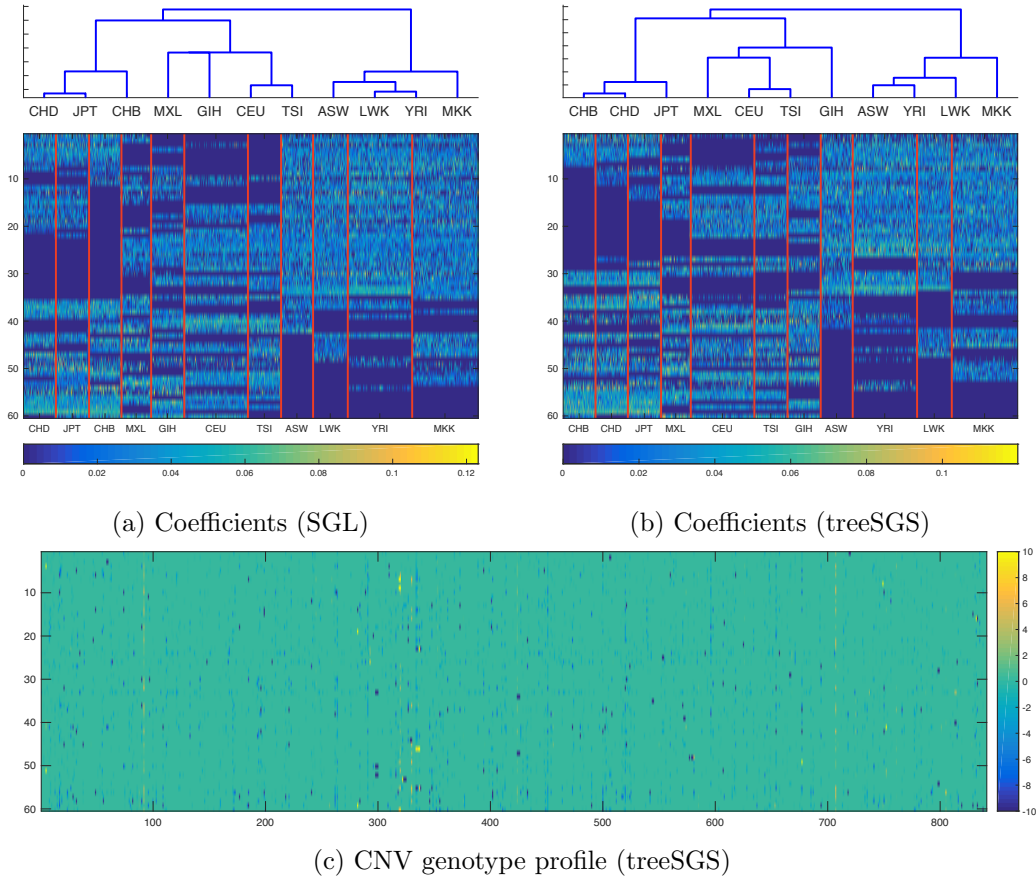 CHD JPT CHB MXL GIH CEU TSI ASW LWK YRI MKK
10
20
30
40
50
60
CHD JPT CHB MXL GIH CEU TSI ASW LWK YRI MKK
0 0.02 0.04 0.06 0.08 0.1 0.12
(a) Coefficients (SGL)
CHB CHD JPT MXL CEU TSI GIH ASW YRI LWK MKK
10
20
30
40
50
60
CHB CHD JPT MXL CEU TSI GIH ASW YRI LWK MKK
0 0.02 0.04 0.06 0.08 0.1
(b) Coefficients (treeSGS)
10
20
30
40
50
60
100 200 300 400 500 600 700 800
10
8
6
4
2
0
-2
-4
-6
-8
-10
(c) CNV genotype profile (treeSGS)